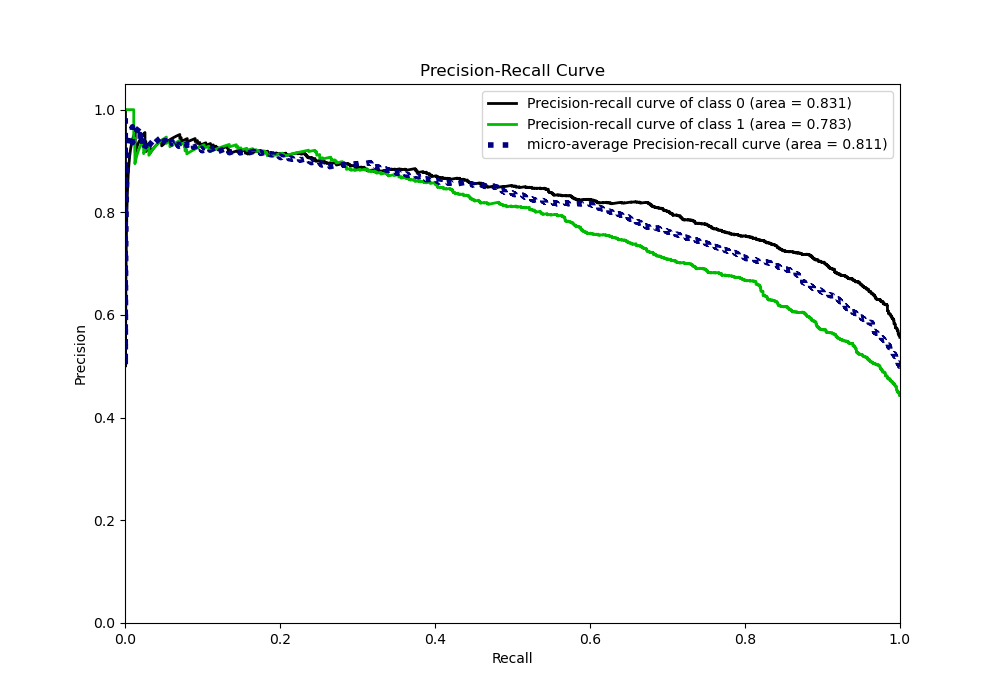 Precision-Recall Curve
Precision-recall curve of class 0 (area = 0.831)
Precision-recall curve of class 1 (area = 0.783)
micro-average Precision-recall curve (area = 0.811)
1.0
0.8
0.6
0.4
0.2
0.0
Precision
0.0 0.2 0.4 0.6 0.8 1.0
Recall